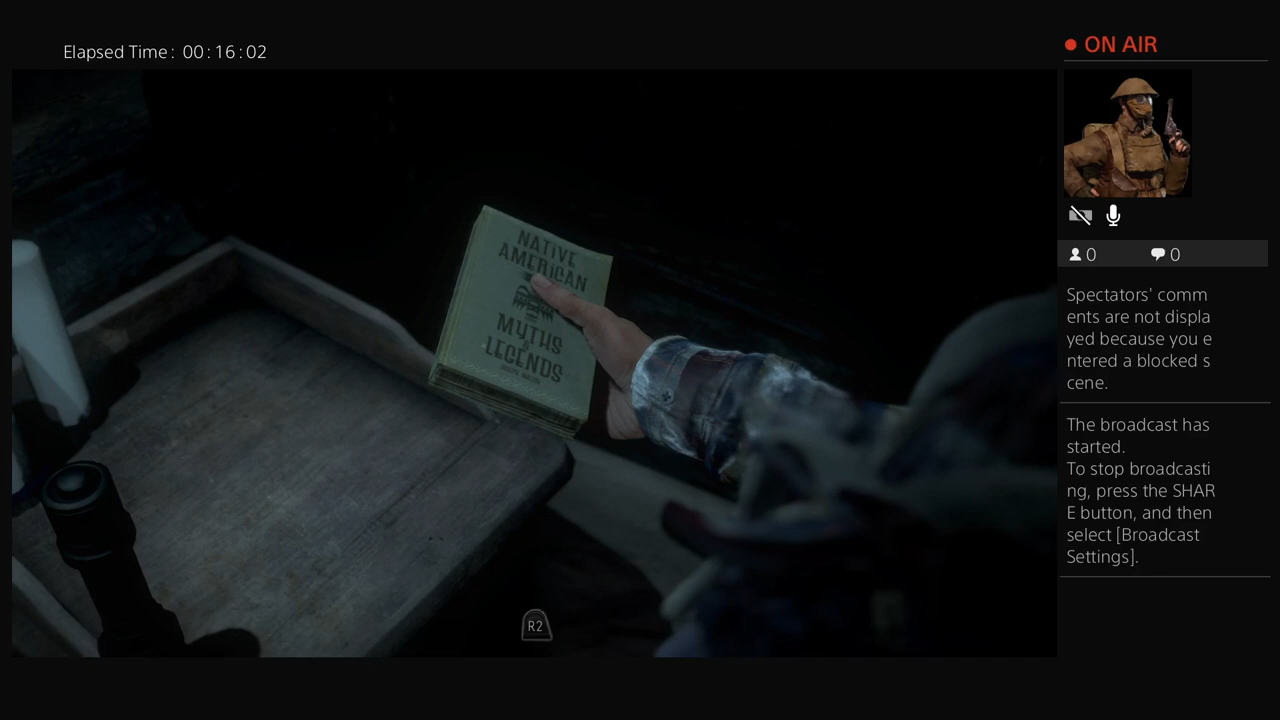 Elapsed Time: 00:16:02
ON AIR
NATIVE
AMERICAN
MYTHS
&
LEGENDS
R2
0
0
Spectators' comm
ents are not displa
yed because you e
ntered a blocked s
cene.
The broadcast has
started.
To stop broadcasti
ng, press the SHAR
E button, and then
select [Broadcast
Settings].